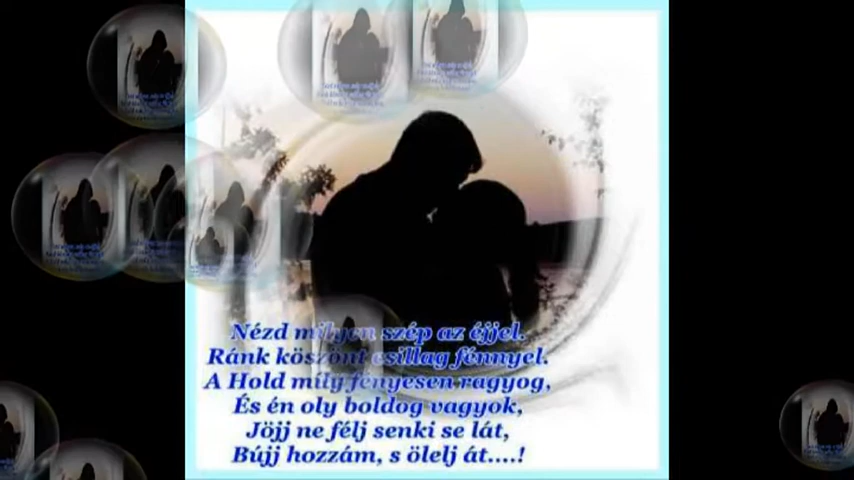 Nézd milyen szép az éjjel.
Ránk köszönt csillag fénnyel.
A Hold mily fényesen ragyog,
És én oly boldog vagyok,
Jöjj ne félj senki se lát,
Bújj hozzám, s ölelj át....!